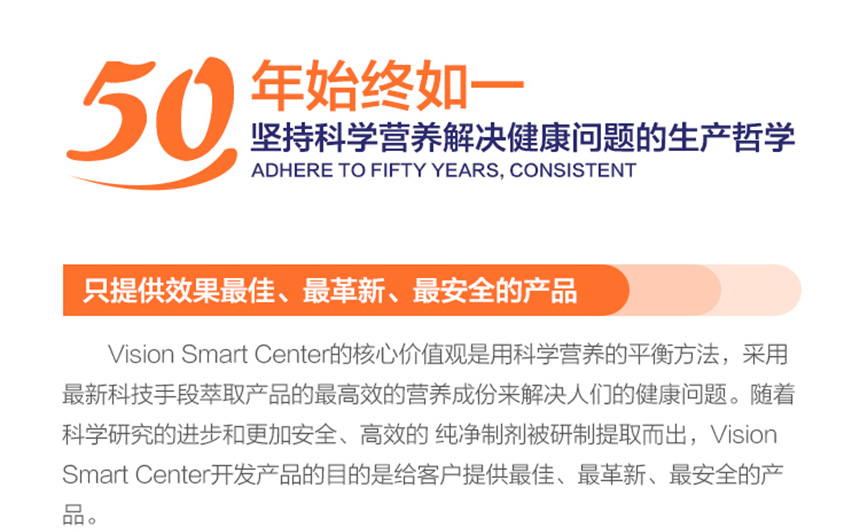 50
年始终如一
坚持科学营养解决健康问题的生产哲学
ADHERE TO FIFTY YEARS, CONSISTENT
只提供效果最佳、最革新、最安全的产品
Vision Smart Center的核心价值观是用科学营养的平衡方法，采用
最新科技手段萃取产品的最高效的营养成份来解决人们的健康问题。随着
科学研究的进步和更加安全、高效的 纯净制剂被研制提取而出，Vision
Smart Center开发产品的目的是给客户提供最佳、最革新、最安全的产
品。